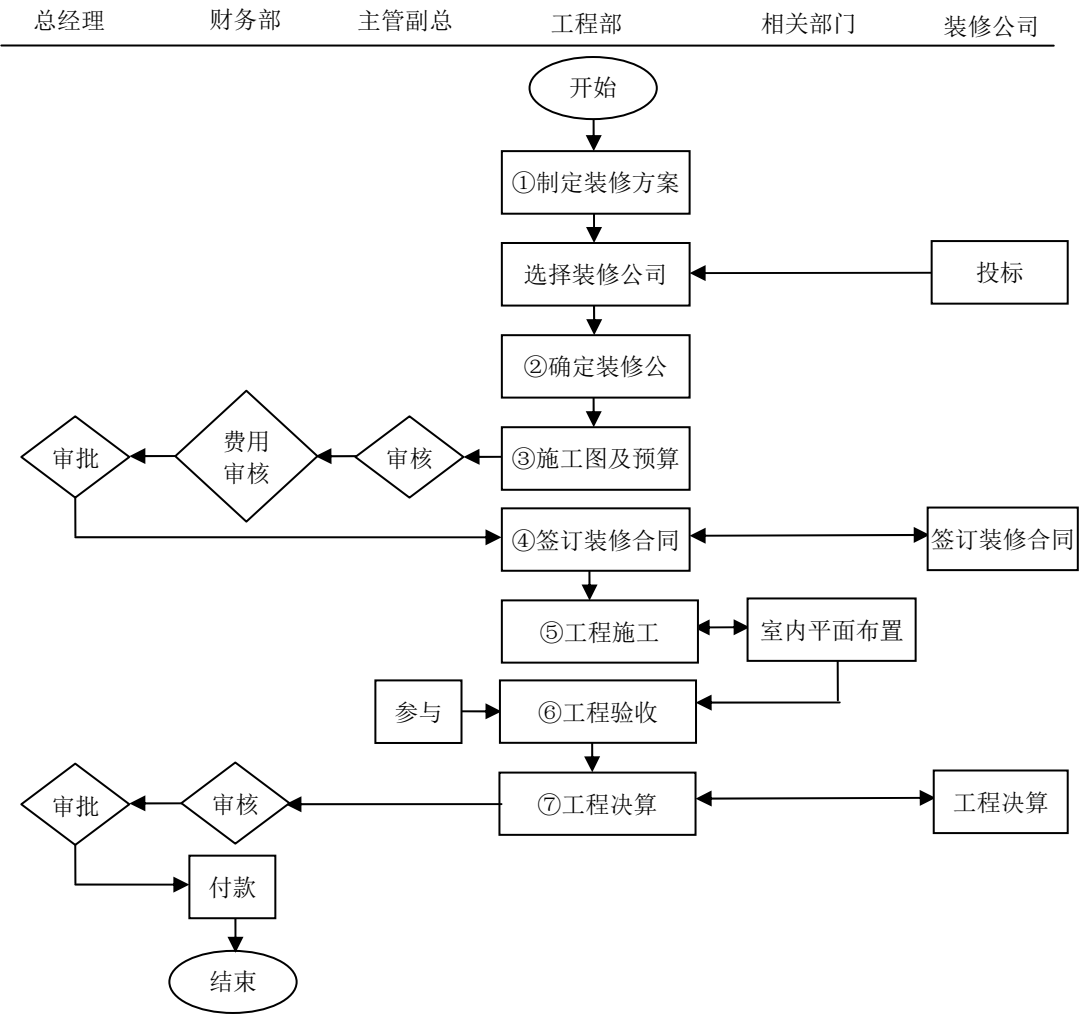 总经理
财务部
主管副总
工程部
相关部门
装修公司
开始
①制定装修方案
选择装修公司
投标
②确定装修公
审批
费用
审核
审核
③施工图及预算
④签订装修合同
签订装修合同
⑤工程施工
室内平面布置
参与
⑥工程验收
审批
审核
⑦工程决算
工程决算
付款
结束